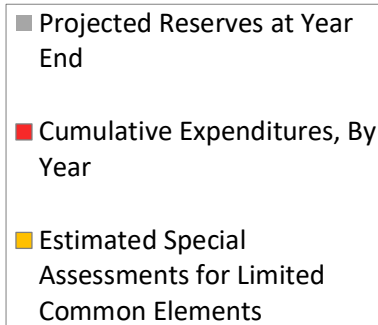 Projected Reserves at Year
End
Cumulative Expenditures, By
Year
Estimated Special
Assessments for Limited
Common Elements